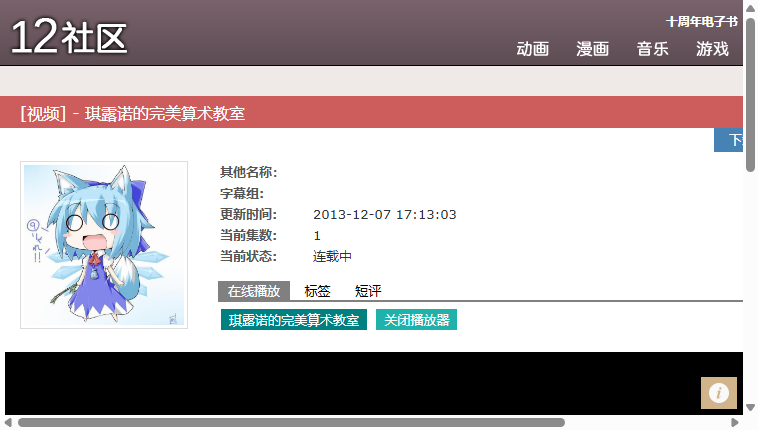 十周年电子书
12社区
动画 漫画 音乐 游戏
[视频] - 琪露诺的完美算术教室
其他名称:
字幕组:
更新时间: 2013-12-07 17:13:03
当前集数: 1
当前状态: 连载中
在线播放 标签 短评
琪露诺的完美算术教室 关闭播放器